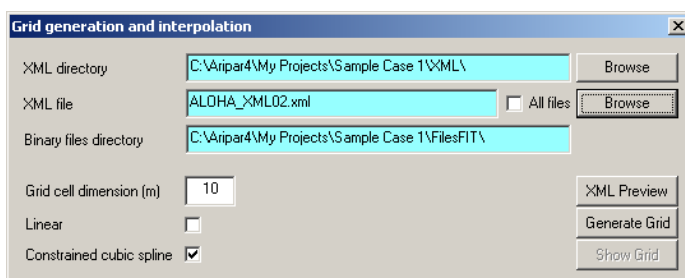 Grid generation and interpolation
XML directory C:\Aripar4\My Projects\Sample Case 1\XML\ Browse
XML file ALOHA_XML02.xml All files Browse
Binary files directory C:\Aripar4\My Projects\Sample Case 1\FilesFIT\
Grid cell dimension (m) 10 XML Preview
Linear Generate Grid
Constrained cubic spline Show Grid